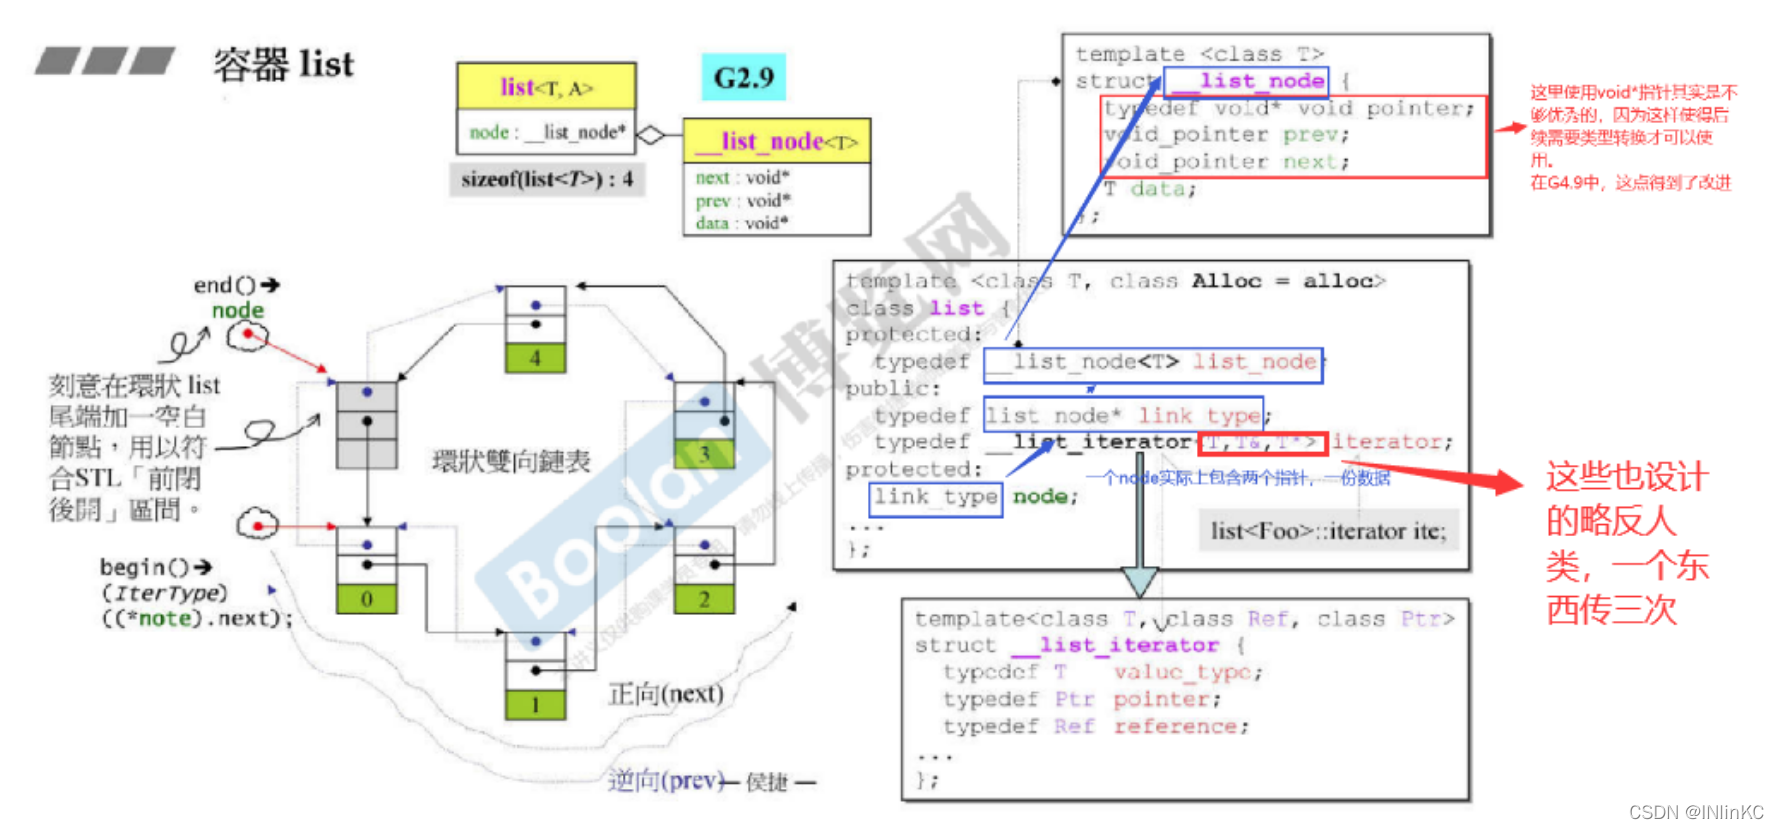 容器 list
list<T, A>
node : __list_node*
sizeof(list<T>) : 4
G2.9
__list_node<T>
next : void*
prev : void*
data : void*
template <class T>
struct __list_node {
typedef void* void pointer;
void_pointer prev;
void_pointer next;
T data;
};
这里使用void*指针其实是不
够优秀的，因为这样使得后
续需要类型转换才可以使
用。
在G4.9中，这点得到了改进
end()→
node
刻意在環狀 list
尾端加一空白
節點，用以符
合STL「前閉
後開」區間。
begin()→
(IterType)
((*note).next);
環狀雙向鏈表
4
3
0
2
1
正向(next)
逆向(prev)
— 侯捷 —
template <class T, class Alloc = alloc>
class list {
protected:
typedef __list_node<T> list_node;
public:
typedef list node* link type;
typedef __list_iterator<T,T&,T*> iterator;
protected:
一个node实际上包含两个指针，一份数据
link_type node;
...
};
list<Foo>::iterator ite;
这些也设计
的略反人
类，一个东
西传三次
template<class T, class Ref, class Ptr>
struct __list_iterator {
typedef T value_type;
typedef Ptr pointer;
typedef Ref reference;
...
};
Boolan
博览网
CSDN @INlinKC